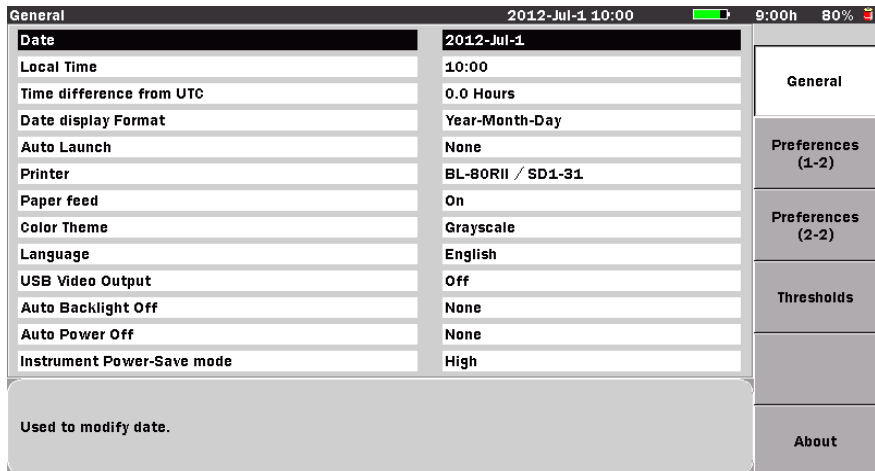 General 2012-Jul-1 10:00 9:00h 80%
Date 2012-Jul-1
Local Time 10:00
Time difference from UTC 0.0 Hours
Date display Format Year-Month-Day
Auto Launch None
Printer BL-80RII / SD1-31
Paper feed On
Color Theme Grayscale
Language English
USB Video Output Off
Auto Backlight Off None
Auto Power Off None
Instrument Power-Save mode High
Used to modify date.
General
Preferences
(1-2)
Preferences
(2-2)
Thresholds
About